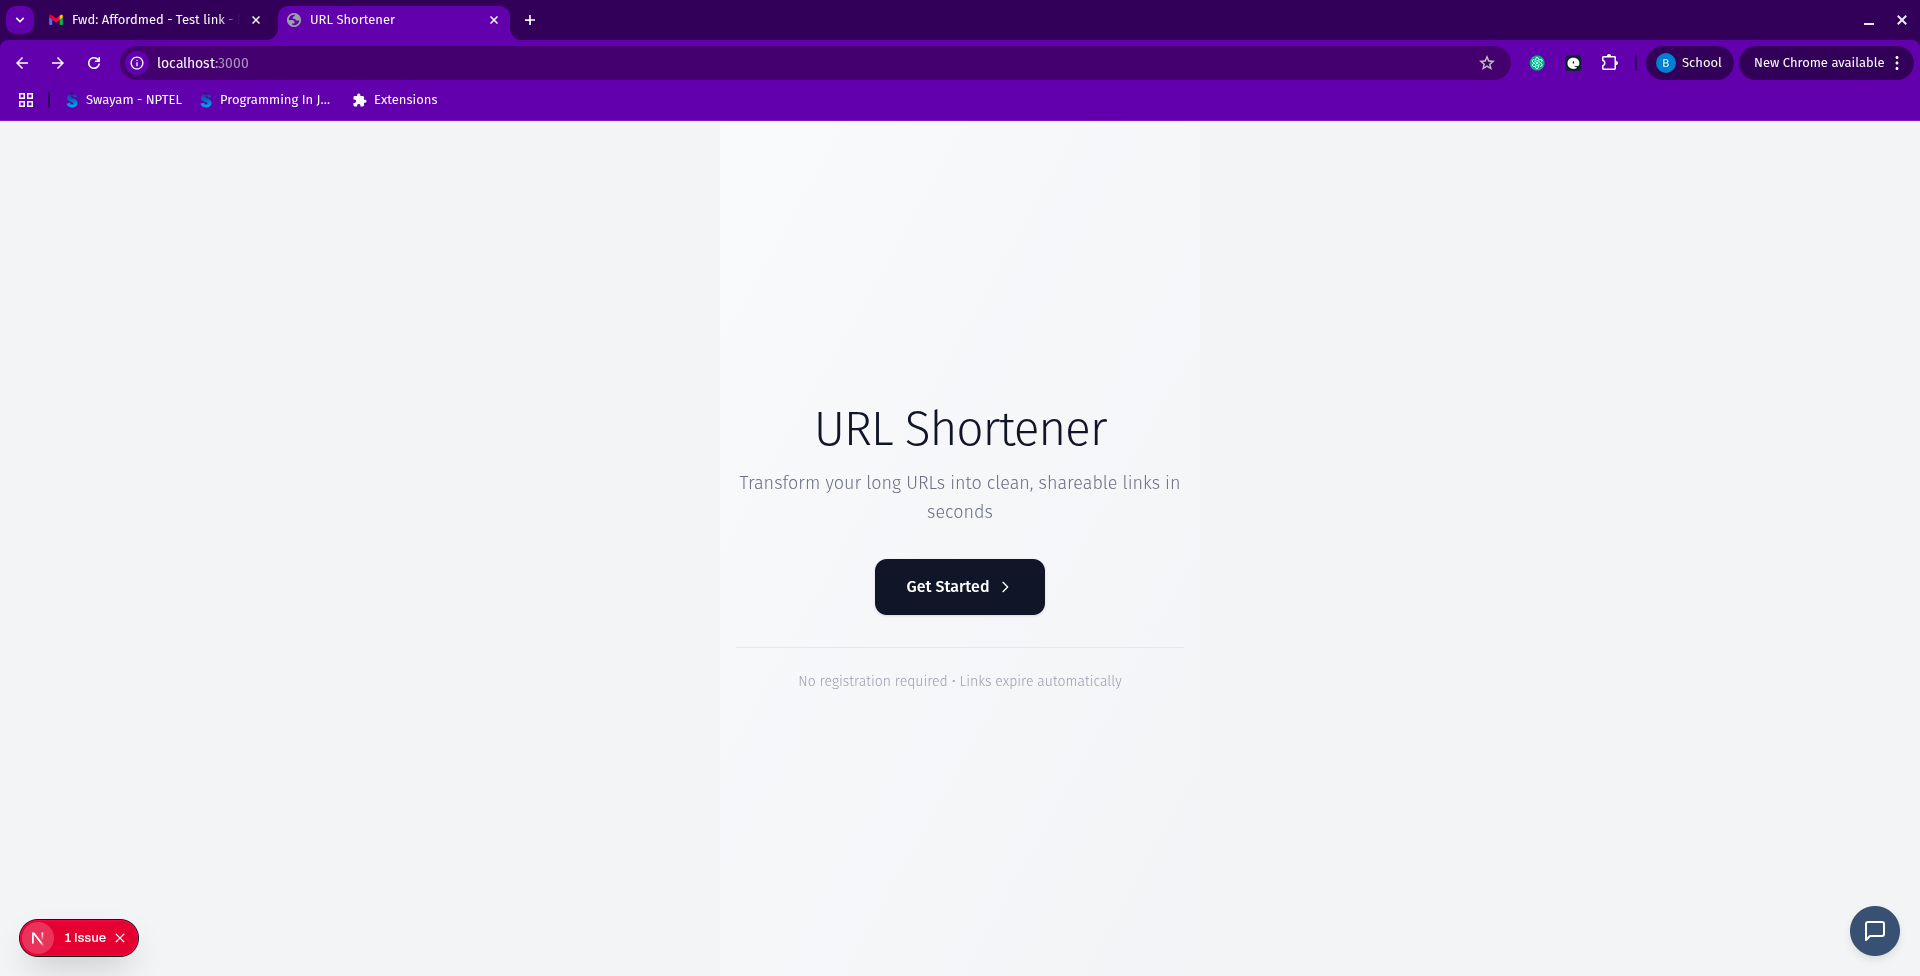 Fwd: Affordmed - Test link -
URL Shortener
localhost:3000
B School
New Chrome available
Swayam - NPTEL
Programming In J...
Extensions
URL Shortener
Transform your long URLs into clean, shareable links in
seconds
Get Started
No registration required • Links expire automatically
N 1 Issue